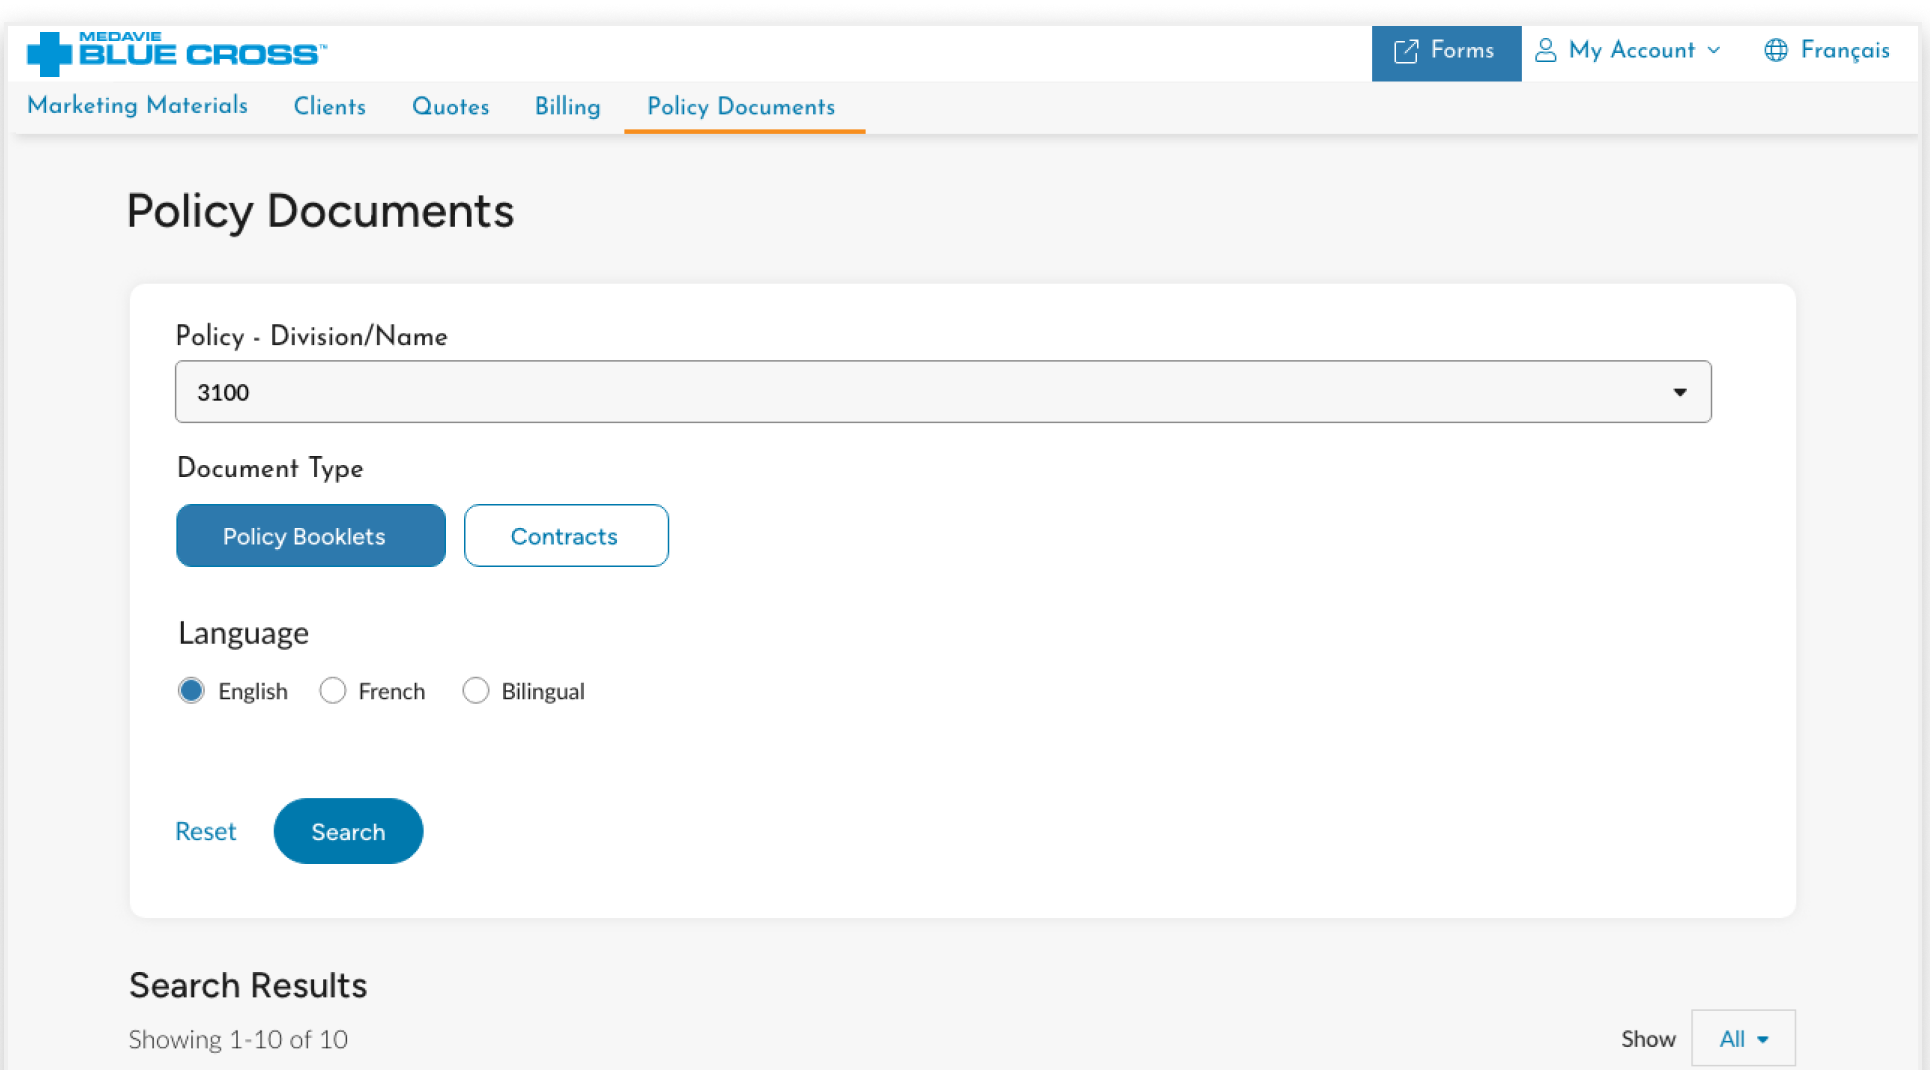 MEDAVIE
BLUE CROSS™
Forms
My Account
Français
Marketing Materials
Clients
Quotes
Billing
Policy Documents
Policy Documents
Policy - Division/Name
3100
Document Type
Policy Booklets
Contracts
Language
English
French
Bilingual
Reset
Search
Search Results
Showing 1-10 of 10
Show
All